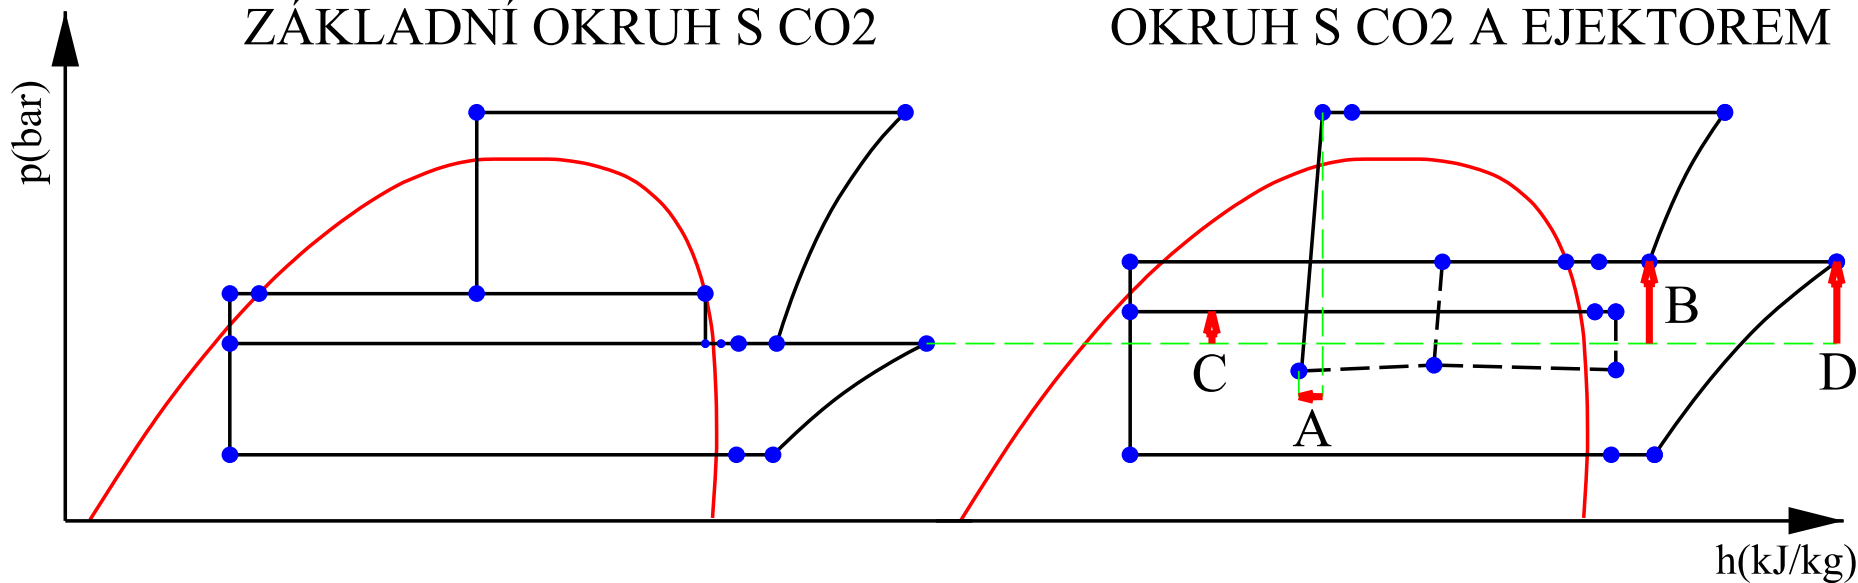 ZÁKLADNÍ OKRUH S CO2
OKRUH S CO2 A EJEKTOREM
p(bar)
B
C
D
A
h(kJ/kg)